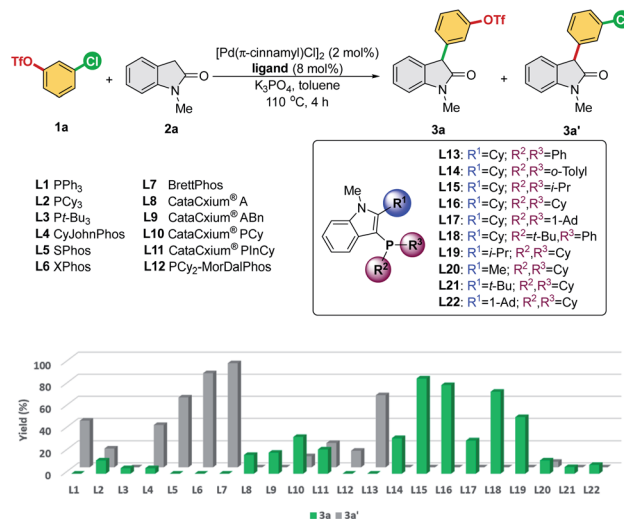 OTf
Cl
TfO
Cl
+
N
O
Me
[Pd(π-cinnamyl)Cl]₂ (2 mol%)
ligand (8 mol%)
K₃PO₄, toluene
110 °C, 4 h
N
O
Me
+
N
O
Me
1a
2a
3a
3a'
L1 PPh₃
L2 PCy₃
L3 Pt-Bu₃
L4 CyJohnPhos
L5 SPhos
L6 XPhos
L7 BrettPhos
L8 CataCxium® A
L9 CataCxium® ABn
L10 CataCxium® PCy
L11 CataCxium® PInCy
L12 PCy₂-MorDalPhos
Me
N
R¹
P
R³
R²
L13: R¹=Cy; R²,R³=Ph
L14: R¹=Cy; R²,R³=o-Tolyl
L15: R¹=Cy; R²,R³=i-Pr
L16: R¹=Cy; R²,R³=Cy
L17: R¹=Cy; R²,R³=1-Ad
L18: R¹=Cy; R²=t-Bu,R³=Ph
L19: R¹=i-Pr; R²,R³=Cy
L20: R¹=Me; R²,R³=Cy
L21: R¹=t-Bu; R²,R³=Cy
L22: R¹=1-Ad; R²,R³=Cy
Yield (%)
100
80
60
40
20
0
L1 L2 L3 L4 L5 L6 L7 L8 L9 L10 L11 L12 L13 L14 L15 L16 L17 L18 L19 L20 L21 L22
3a 3a'